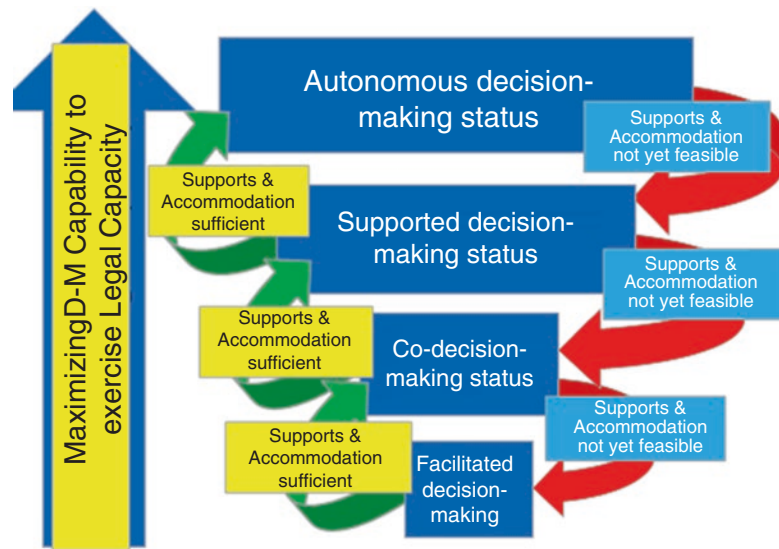 MaximizingD-M Capability to
exercise Legal Capacity
Autonomous decision-
making status
Supports &
Accommodation
not yet feasible
Supports &
Accommodation
sufficient
Supported decision-
making status
Supports &
Accommodation
not yet feasible
Supports &
Accommodation
sufficient
Co-decision-
making status
Supports &
Accommodation
not yet feasible
Supports &
Accommodation
sufficient
Facilitated
decision-
making